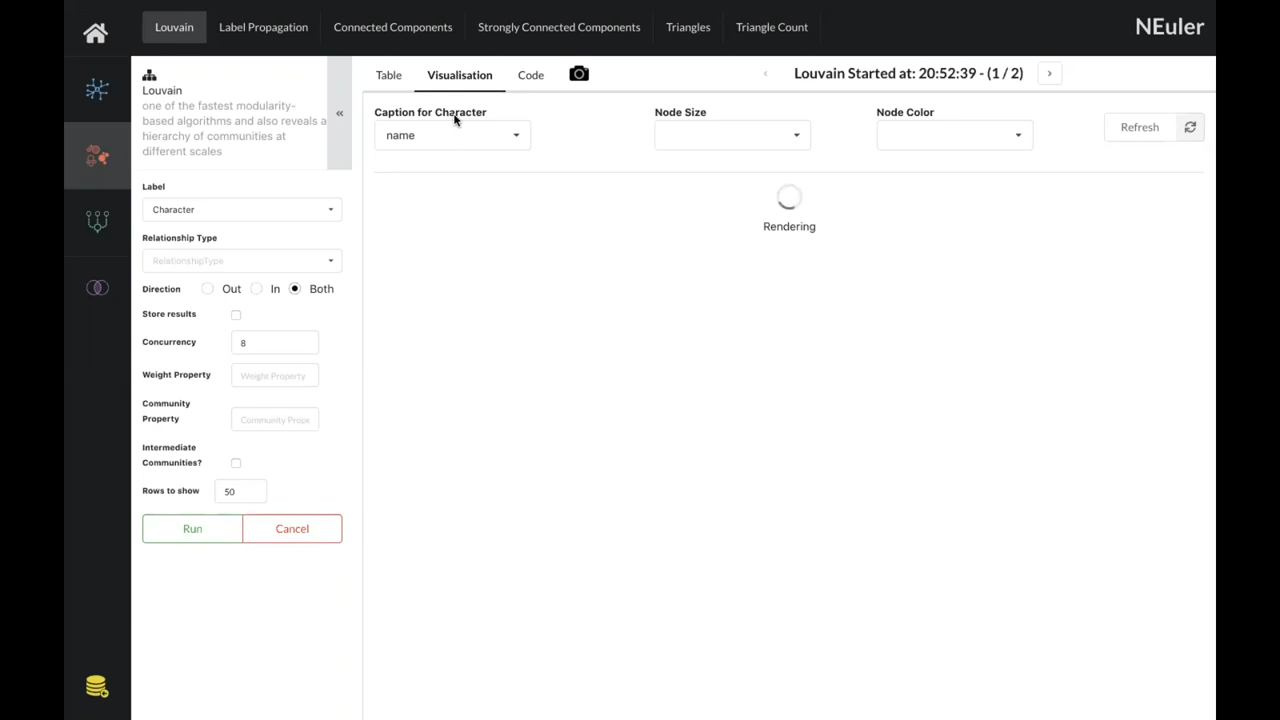 Louvain
Label Propagation
Connected Components
Strongly Connected Components
Triangles
Triangle Count
NEuler
Louvain
one of the fastest modularity-
based algorithms and also reveals a
hierarchy of communities at
different scales
«
Label
Character
Relationship Type
RelationshipType
Direction Out In Both
Store results
Concurrency 8
Weight Property Weight Property
Community
Property Community Prope
Intermediate
Communities?
Rows to show 50
Run Cancel
Table Visualisation Code
‹ Louvain Started at: 20:52:39 - (1 / 2) ›
Caption for Character Node Size Node Color
name
Refresh
Rendering